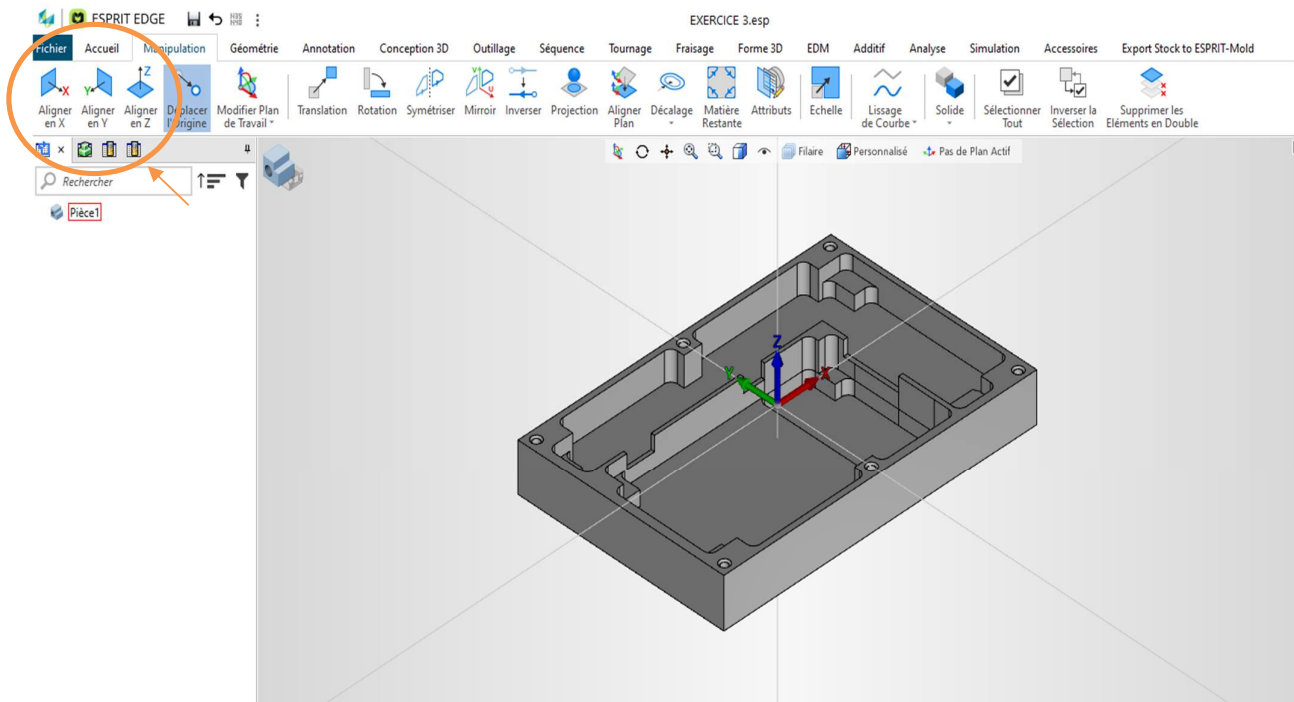 ESPRIT EDGE
EXERCICE 3.esp
Fichier Accueil Manipulation Géométrie Annotation Conception 3D Outillage Séquence Tournage Fraisage Forme 3D EDM Additif Analyse Simulation Accessoires Export Stock to ESPRIT-Mold
X Y Z
Aligner en X
Aligner en Y
Aligner en Z
Déplacer l'Origine
Modifier Plan de Travail
Translation
Rotation
Symétriser
Mirroir
Inverser
Projection
Aligner Plan
Décalage
Matière Restante
Attributs
Echelle
Lissage de Courbe
Solide
Sélectionner Tout
Inverser la Sélection
Supprimer les Eléments en Double
Filaire Personnalisé Pas de Plan Actif
Rechercher
Pièce1
Z
Y X